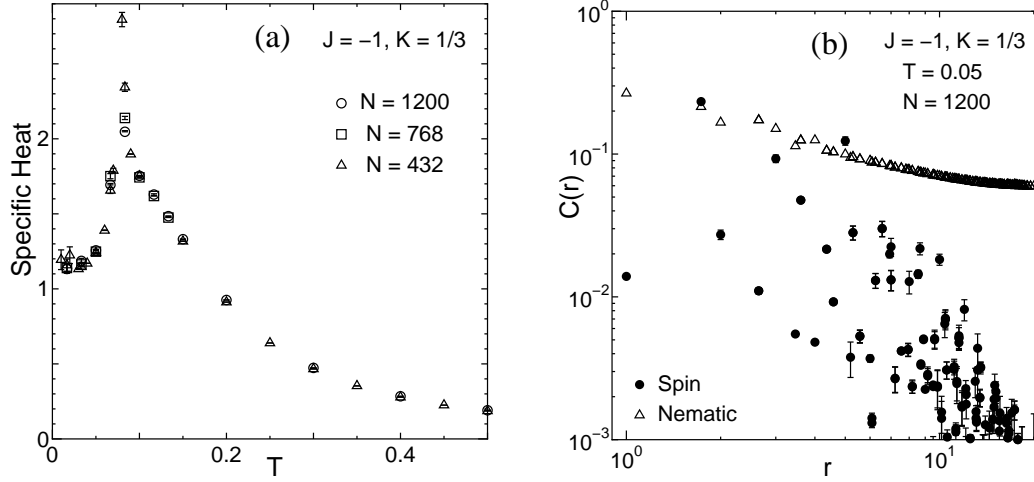 (a)
J = −1, K = 1/3
N = 1200
N = 768
N = 432
Specific Heat
2
1
0
0
0.2
0.4
T
(b)
J = −1, K = 1/3
T = 0.05
N = 1200
C(r)
10⁰
10⁻¹
10⁻²
10⁻³
Spin
Nematic
10⁰
10¹
r